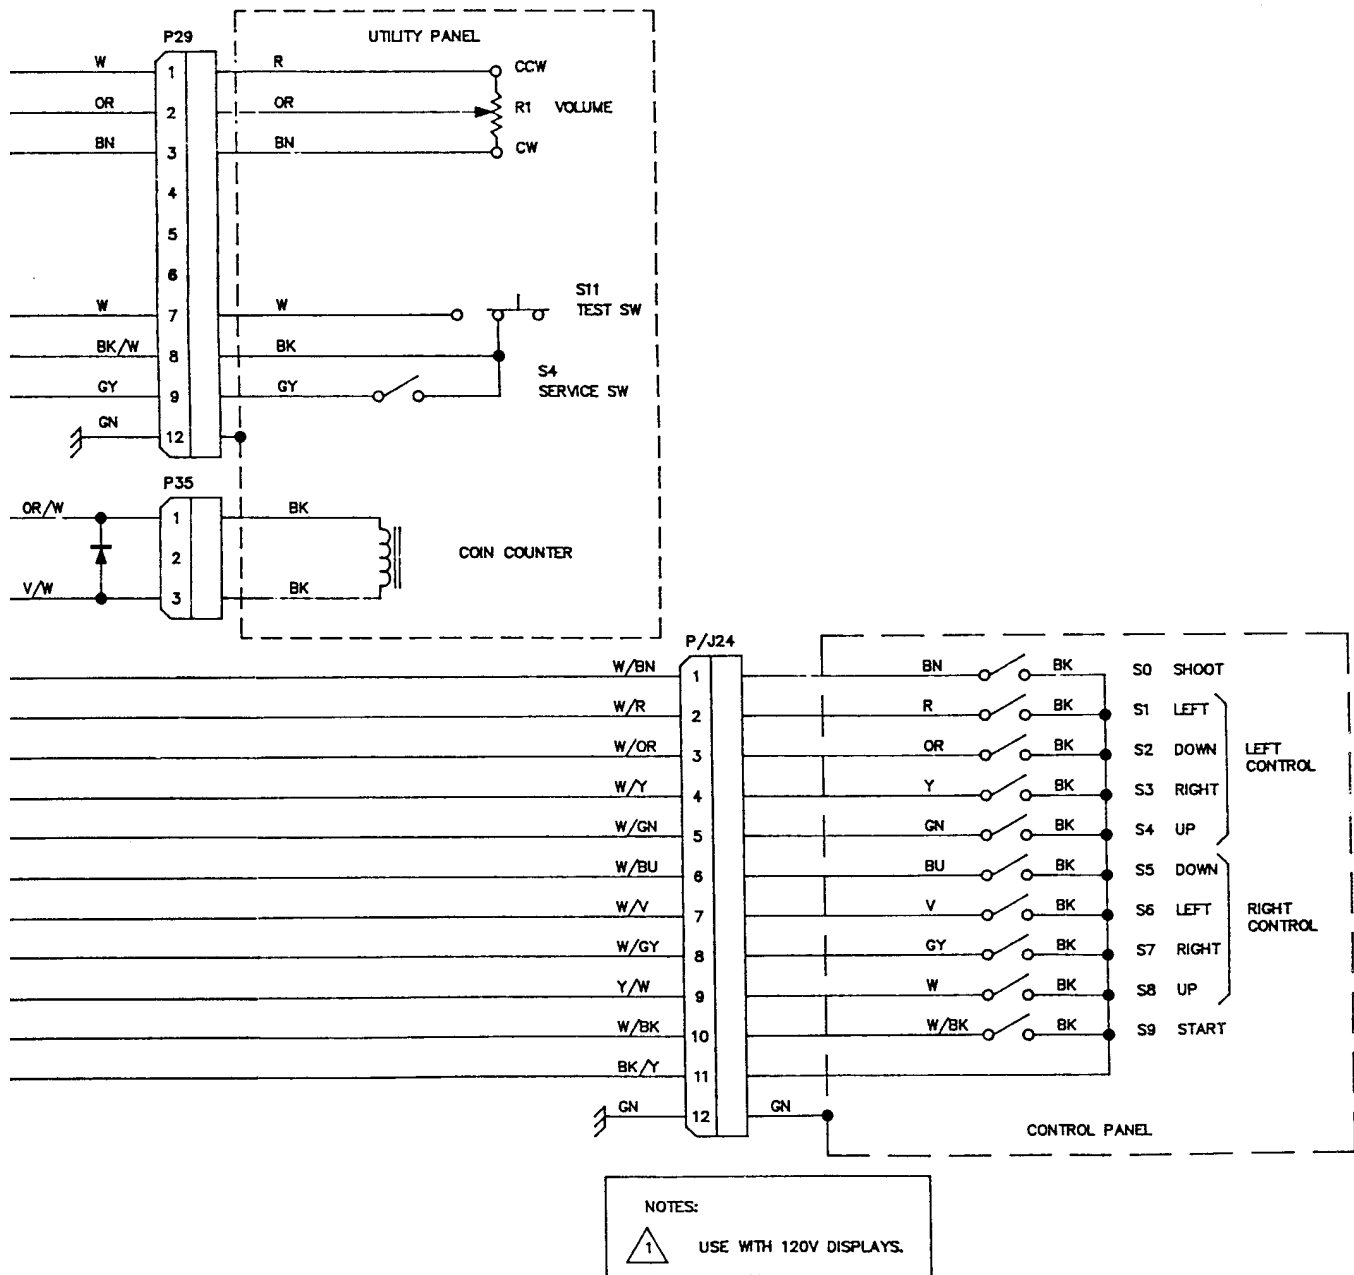 P29
UTILITY PANEL
W 1 R CCW
OR 2 OR R1 VOLUME
BN 3 BN CW
4
5
6
S11
W 7 W TEST SW
BK/W 8 BK
S4
GY 9 GY SERVICE SW
GN 12
P35
OR/W 1 BK
2 COIN COUNTER
V/W 3 BK
P/J24
W/BN 1 BN BK S0 SHOOT
W/R 2 R BK S1 LEFT
W/OR 3 OR BK S2 DOWN LEFT
CONTROL
W/Y 4 Y BK S3 RIGHT
W/GN 5 GN BK S4 UP
W/BU 6 BU BK S5 DOWN
W/V 7 V BK S6 LEFT RIGHT
CONTROL
W/GY 8 GY BK S7 RIGHT
Y/W 9 W BK S8 UP
W/BK 10 W/BK BK S9 START
BK/Y 11
GN 12 GN
CONTROL PANEL
NOTES:
1 USE WITH 120V DISPLAYS.